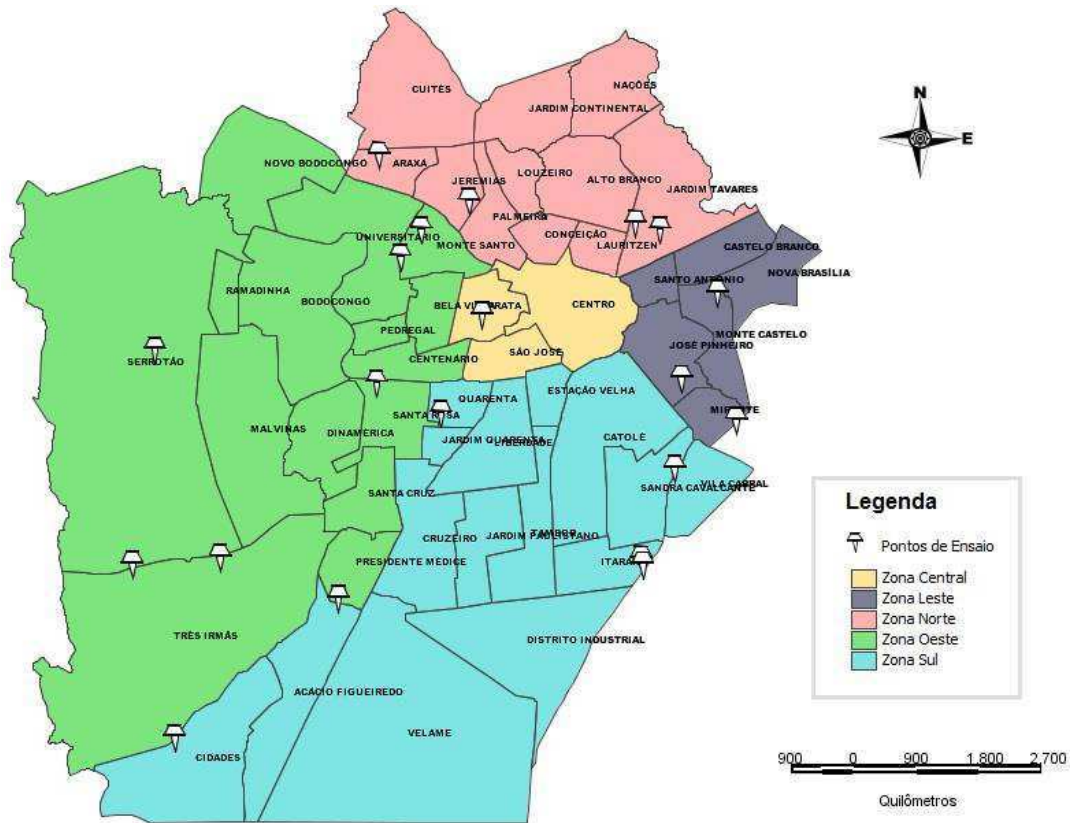 CUITÉS
NAÇÕES
JARDIM CONTINENTAL
N
E
NOVO BODOCONGO
ARAXA
JEREMIAS
LOUZEIRO
ALTO BRANCO
JARDIM TAVARES
PALMEIRA
CONCEIÇÃO
LAURITZEN
UNIVERSITÁRIO
MONTE SANTO
CASTELO BRANCO
SANTO ANTÔNIO
NOVA BRASÍLIA
RAMADINHA
BODOCONGÓ
BELA VISTA
PRATA
CENTRO
PEDREGAL
MONTE CASTELO
JOSÉ PINHEIRO
SERROTÃO
CENTENÁRIO
SÃO JOSÉ
ESTAÇÃO VELHA
QUARENTA
SANTA ROSA
MIRANTE
MALVINAS
DINAMÉRICA
JARDIM QUARENTA
LIBERDADE
CATOLÉ
SANTA CRUZ
SANDRA CAVALCANTE
VILA CABRAL
CRUZEIRO
JARDIM PAULISTANO
TAMBOR
PRESIDENTE MÉDICE
ITARARÉ
TRÊS IRMÃS
DISTRITO INDUSTRIAL
ACÁCIO FIGUEIREDO
VELAME
CIDADES
Legenda
Pontos de Ensaio
Zona Central
Zona Leste
Zona Norte
Zona Oeste
Zona Sul
900 0 900 1.800 2.700
Quilômetros